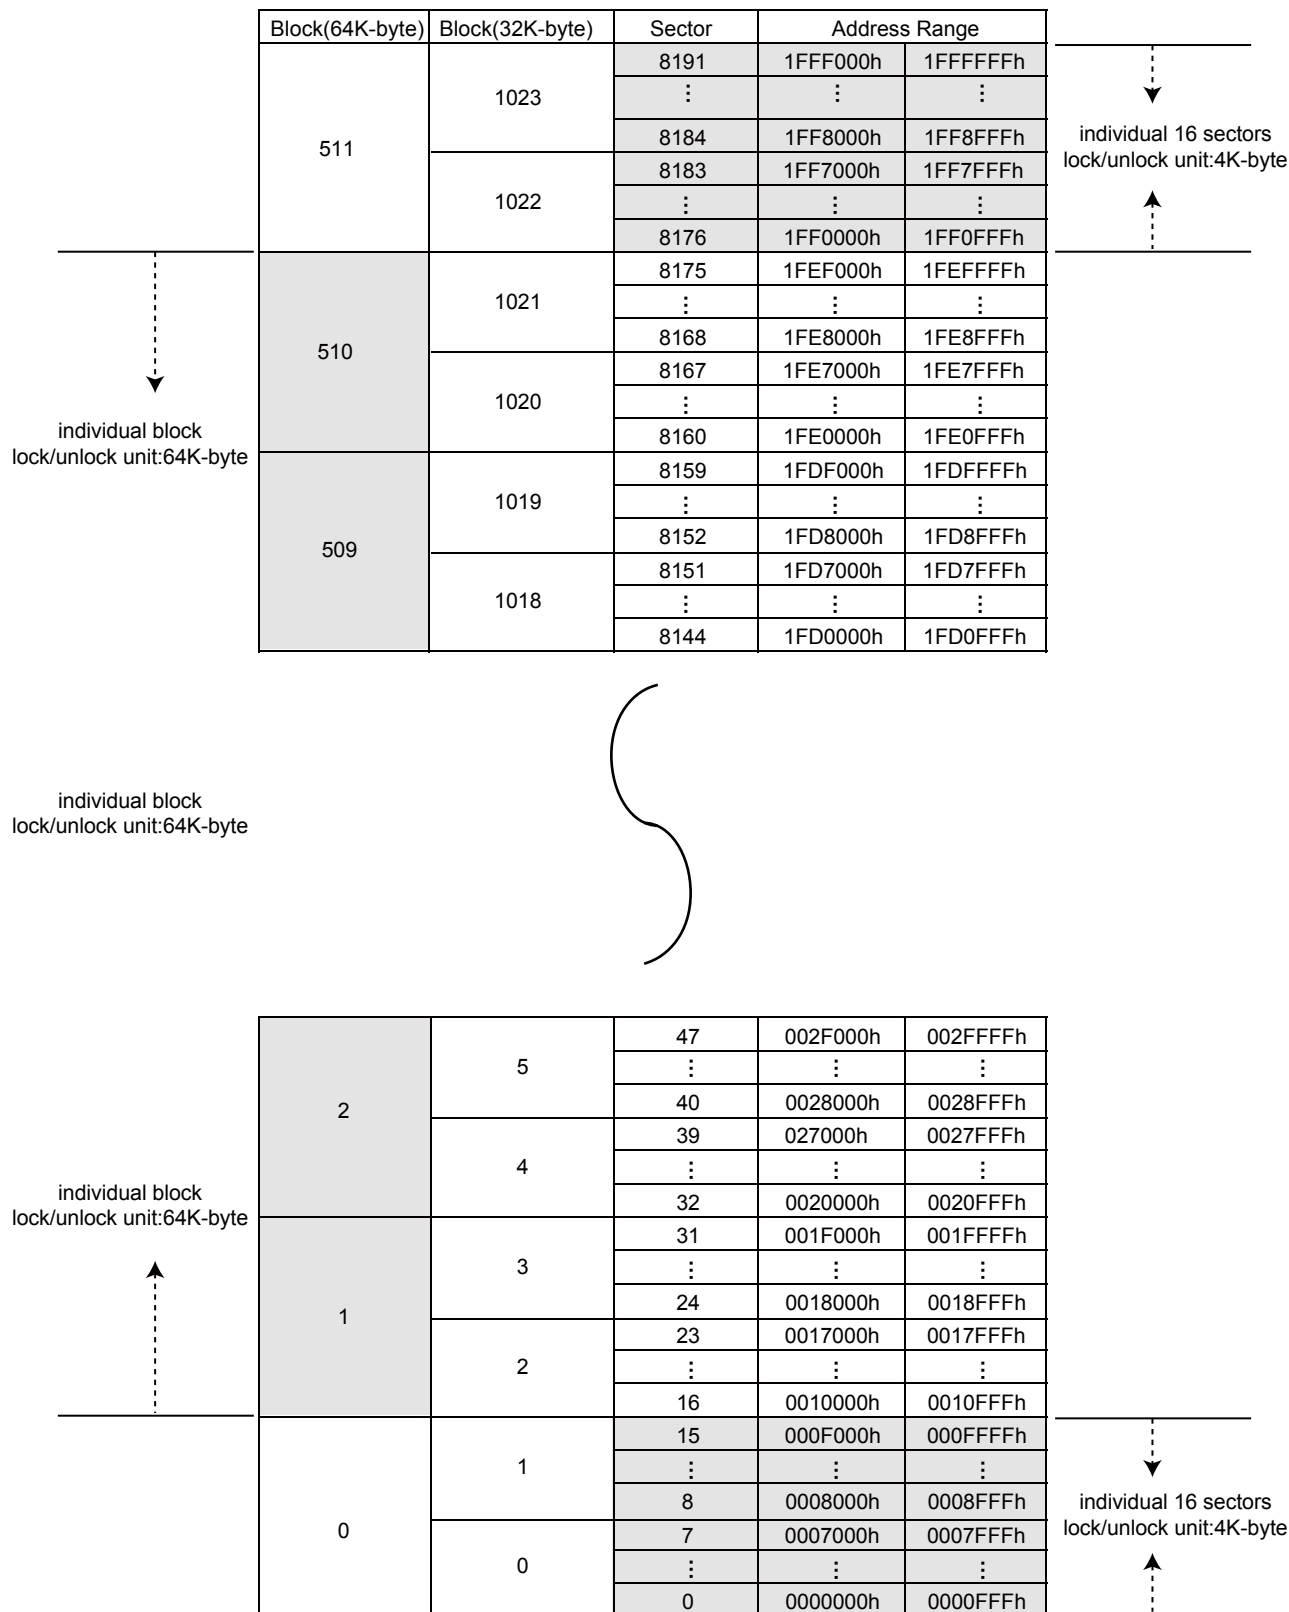 Block(64K-byte) Block(32K-byte) Sector Address Range
8191 1FFF000h 1FFFFFFh
1023
individual 16 sectors
lock/unlock unit:4K-byte
8184 1FF8000h 1FF8FFFh
511
8183 1FF7000h 1FF7FFFh
1022
8176 1FF0000h 1FF0FFFh
8175 1FEF000h 1FEFFFFh
1021
8168 1FE8000h 1FE8FFFh
510
8167 1FE7000h 1FE7FFFh
1020
individual block
lock/unlock unit:64K-byte
8160 1FE0000h 1FE0FFFh
8159 1FDF000h 1FDFFFFh
1019
8152 1FD8000h 1FD8FFFh
509
8151 1FD7000h 1FD7FFFh
1018
8144 1FD0000h 1FD0FFFh
individual block
lock/unlock unit:64K-byte
47 002F000h 002FFFFh
5
40 0028000h 0028FFFh
2
39 027000h 0027FFFh
4
individual block
lock/unlock unit:64K-byte
32 0020000h 0020FFFh
31 001F000h 001FFFFh
3
24 0018000h 0018FFFh
1
23 0017000h 0017FFFh
2
16 0010000h 0010FFFh
15 000F000h 000FFFFh
1
8 0008000h 0008FFFh
individual 16 sectors
lock/unlock unit:4K-byte
0
7 0007000h 0007FFFh
0
0 0000000h 0000FFFh